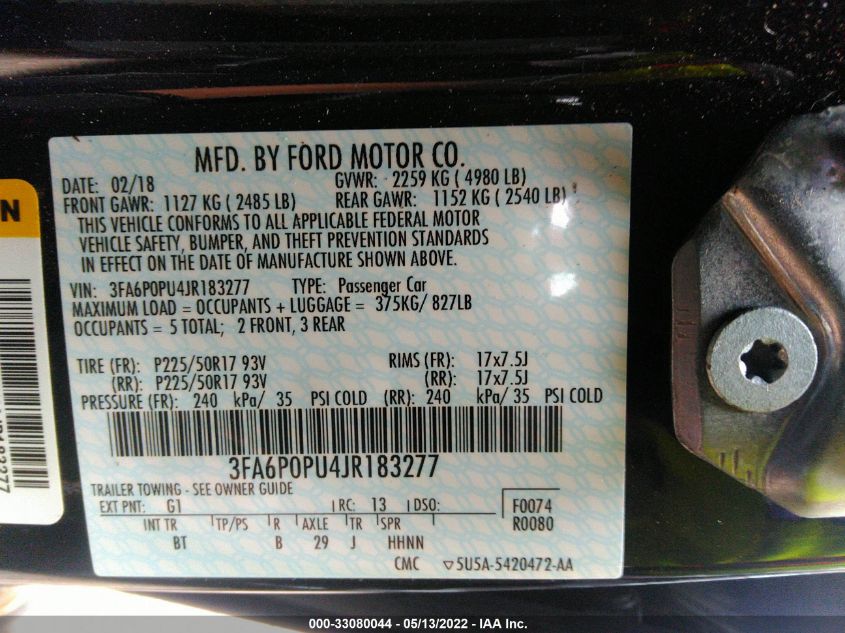 MFD. BY FORD MOTOR CO.
DATE: 02/18 GVWR: 2259 KG ( 4980 LB)
FRONT GAWR: 1127 KG ( 2485 LB) REAR GAWR: 1152 KG ( 2540 LB)
THIS VEHICLE CONFORMS TO ALL APPLICABLE FEDERAL MOTOR
VEHICLE SAFETY, BUMPER, AND THEFT PREVENTION STANDARDS
IN EFFECT ON THE DATE OF MANUFACTURE SHOWN ABOVE.
VIN: 3FA6P0PU4JR183277 TYPE: Passenger Car
MAXIMUM LOAD = OCCUPANTS + LUGGAGE = 375KG/ 827LB
OCCUPANTS = 5 TOTAL; 2 FRONT, 3 REAR
TIRE (FR): P225/50R17 93V RIMS (FR): 17x7.5J
(RR): P225/50R17 93V (RR): 17x7.5J
PRESSURE (FR): 240 kPa/ 35 PSI COLD (RR): 240 kPa/ 35 PSI COLD
3FA6P0PU4JR183277
TRAILER TOWING - SEE OWNER GUIDE
EXT PNT: G1 RC: 13 DSO: F0074
R0080
INT TR TP/PS R AXLE TR SPR
BT B 29 J HHNN
CMC ▽5U5A-5420472-AA
000-33080044 - 05/13/2022 - IAA Inc.